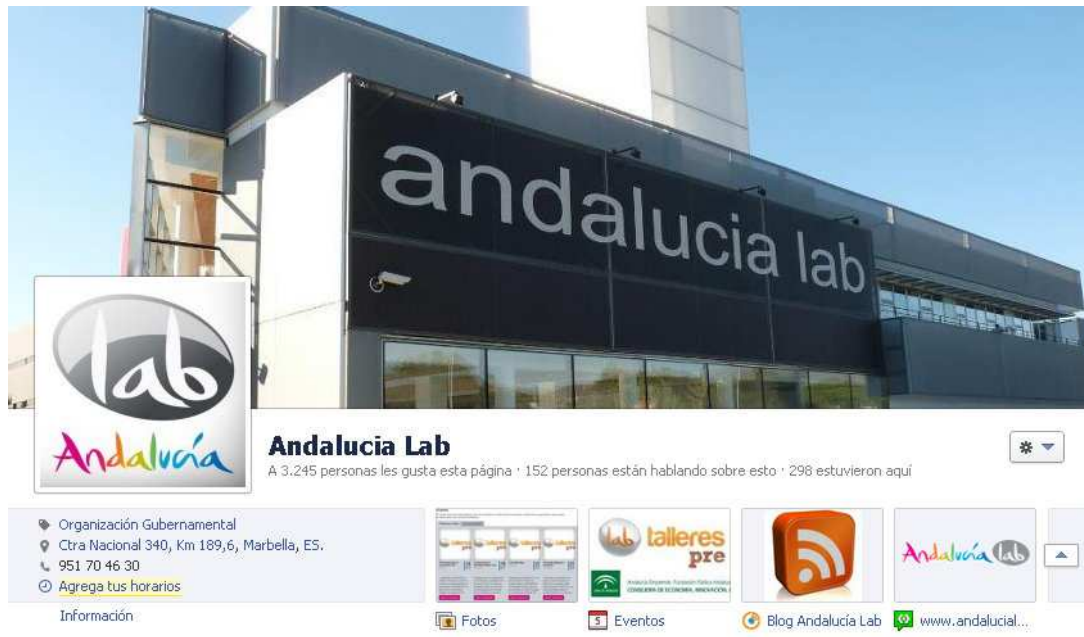 andalucia lab
lab
Andalucía
Andalucia Lab
A 3.245 personas les gusta esta página · 152 personas están hablando sobre esto · 298 estuvieron aquí
Organización Gubernamental
Ctra Nacional 340, Km 189,6, Marbella, ES.
951 70 46 30
Agrega tus horarios
Información
lab talleres
pre
Andalucía lab
Fotos
5 Eventos
Blog Andalucía Lab
www.andalucial...